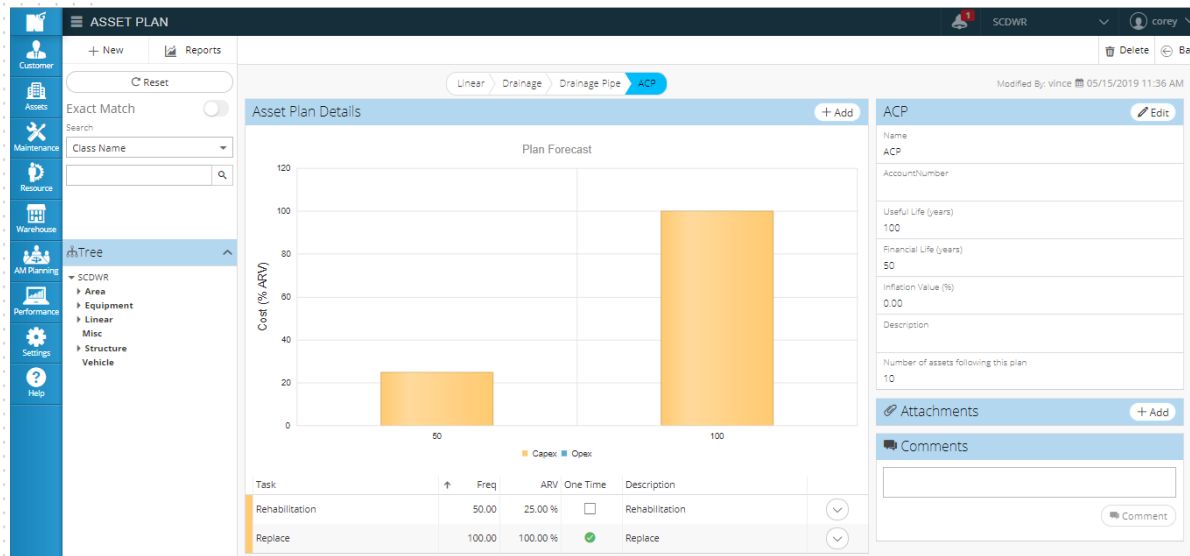 ASSET PLAN
1
SCDWR
corey
Customer
Assets
Maintenance
Resource
Warehouse
AM Planning
Performance
Settings
? Help
+ New
Reports
Delete
Ba
Reset
Exact Match
Search
Class Name
Tree
SCDWR
Area
Equipment
Linear
Misc
Structure
Vehicle
Linear Drainage Drainage Pipe ACP
Modified By: vince 05/15/2019 11:36 AM
Asset Plan Details
+ Add
Plan Forecast
Cost (% ARV)
120
100
80
60
40
20
0
50 100
Capex Opex
Task Freq ARV One Time Description
Rehabilitation 50.00 25.00 % Rehabilitation
Replace 100.00 100.00 % Replace
ACP
Edit
Name
ACP
AccountNumber
Useful Life (years)
100
Financial Life (years)
50
Inflation Value (%)
0.00
Description
Number of assets following this plan
10
Attachments
+ Add
Comments
Comment